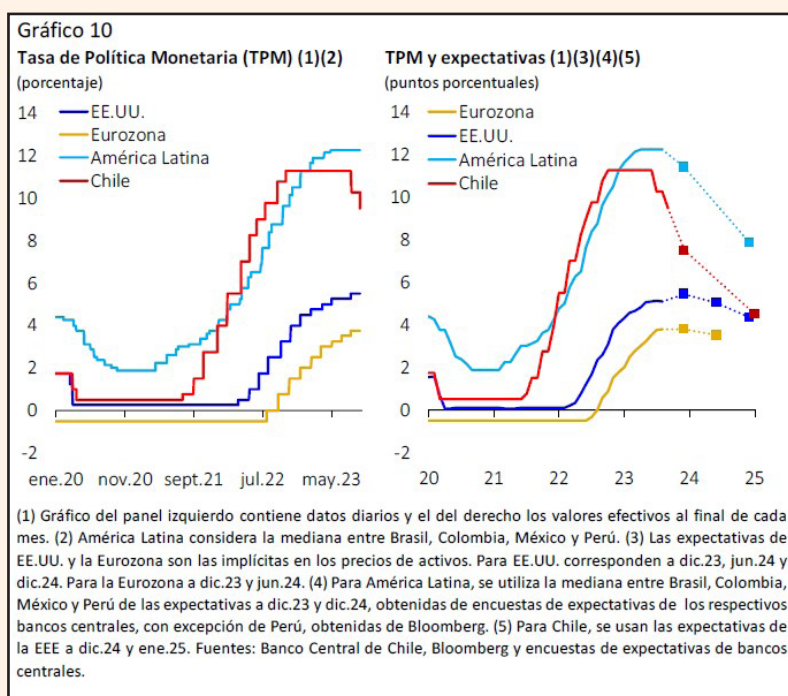 Gráfico 10
Tasa de Política Monetaria (TPM) (1)(2)
(porcentaje)
14
12
10
8
6
4
2
0
-2
EE.UU.
Eurozona
América Latina
Chile
ene.20 nov.20 sept.21 jul.22 may.23
TPM y expectativas (1)(3)(4)(5)
(puntos porcentuales)
14
12
10
8
6
4
2
0
-2
Eurozona
EE.UU.
América Latina
Chile
20 21 22 23 24 25
(1) Gráfico del panel izquierdo contiene datos diarios y el del derecho los valores efectivos al final de cada
mes. (2) América Latina considera la mediana entre Brasil, Colombia, México y Perú. (3) Las expectativas de
EE.UU. y la Eurozona son las implícitas en los precios de activos. Para EE.UU. corresponden a dic.23, jun.24 y
dic.24. Para la Eurozona a dic.23 y jun.24. (4) Para América Latina, se utiliza la mediana entre Brasil, Colombia,
México y Perú de las expectativas a dic.23 y dic.24, obtenidas de encuestas de expectativas de los respectivos
bancos centrales, con excepción de Perú, obtenidas de Bloomberg. (5) Para Chile, se usan las expectativas de
la EEE a dic.24 y ene.25. Fuentes: Banco Central de Chile, Bloomberg y encuestas de expectativas de bancos
centrales.